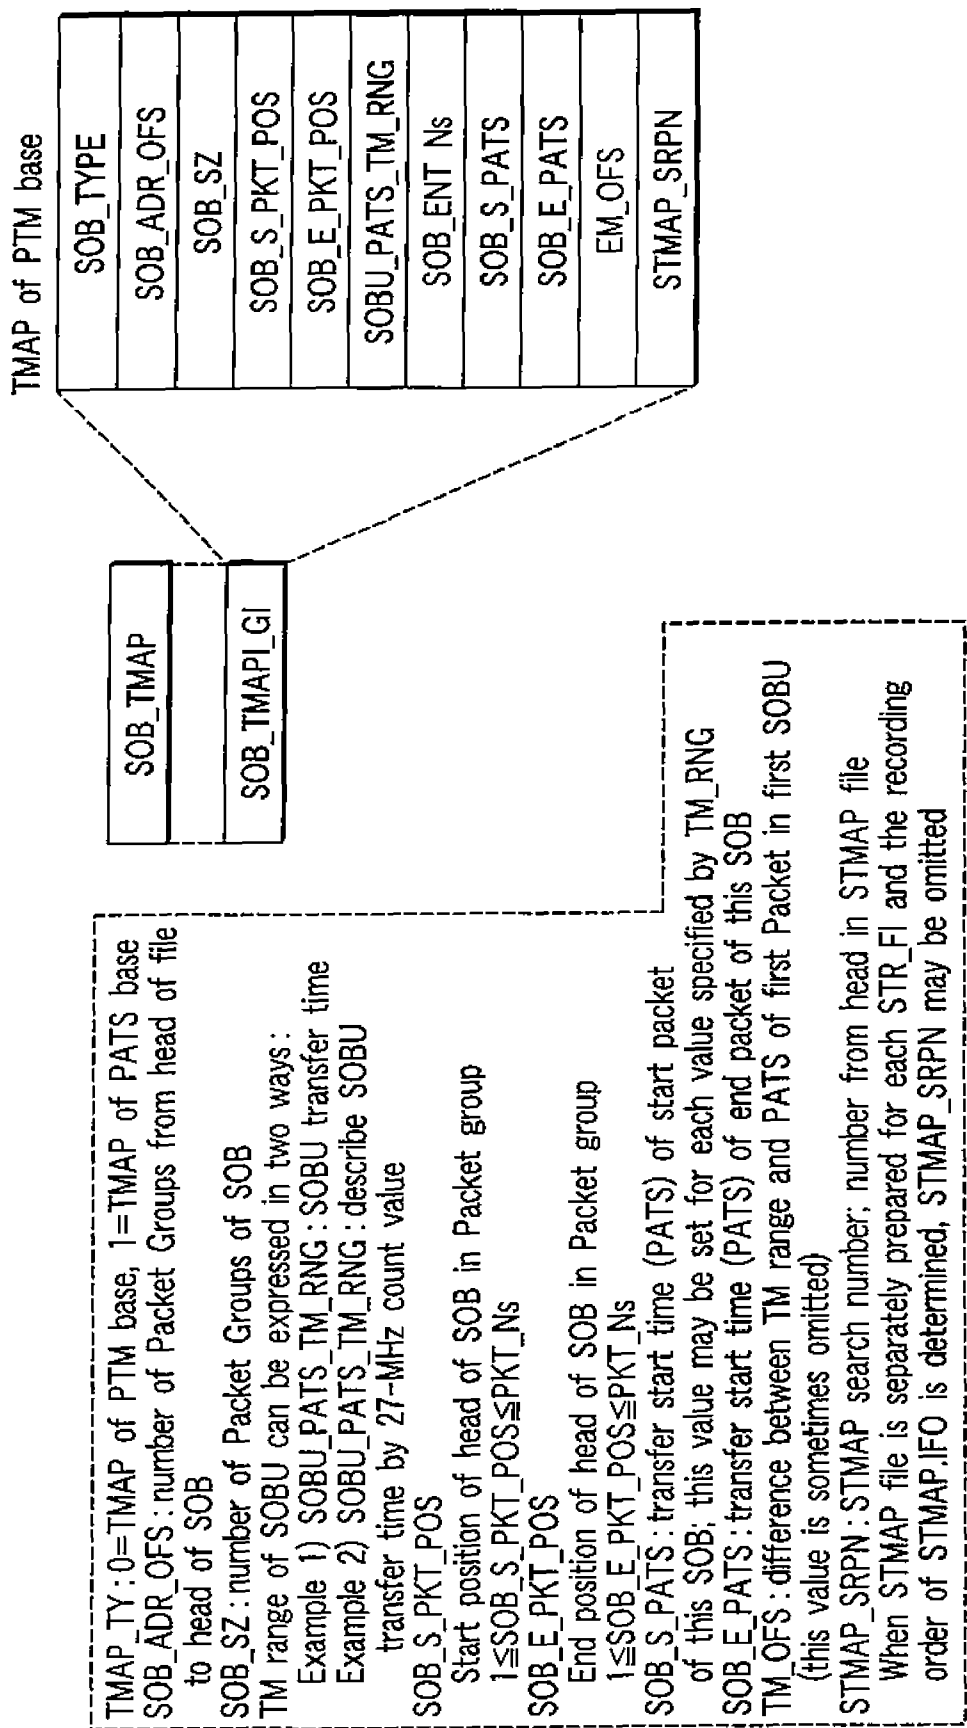 TMAP of PTM base
SOB_TYPE
SOB_ADR_OFS
SOB_SZ
SOB_S_PKT_POS
SOB_E_PKT_POS
SOBU_PATS_TM_RNG
SOB_ENT Ns
SOB_S_PATS
SOB_E_PATS
EM_OFS
STMAP_SRPN
SOB_TMAP
SOB_TMAPI_GI
TMAP_TY : 0=TMAP of PTM base, 1=TMAP of PATS base
SOB_ADR_OFS : number of Packet Groups from head of file
to head of SOB
SOB_SZ : number of Packet Groups of SOB
TM range of SOBU can be expressed in two ways :
Example 1) SOBU_PATS_TM_RNG : SOBU transfer time
Example 2) SOBU_PATS_TM_RNG : describe SOBU
transfer time by 27-MHz count value
SOB_S_PKT_POS
Start position of head of SOB in Packet group
1≦SOB_S_PKT_POS≦PKT_Ns
SOB_E_PKT_POS
End position of head of SOB in Packet group
1≦SOB_E_PKT_POS≦PKT_Ns
SOB_S_PATS : transfer start time (PATS) of start packet
of this SOB; this value may be set for each value specified by TM_RNG
SOB_E_PATS : transfer start time (PATS) of end packet of this SOB
TM_OFS : difference between TM range and PATS of first Packet in first SOBU
(this value is sometimes omitted)
STMAP_SRPN : STMAP search number; number from head in STMAP file
When STMAP file is separately prepared for each STR_FI and the recording
order of STMAP.IFO is determined, STMAP_SRPN may be omitted